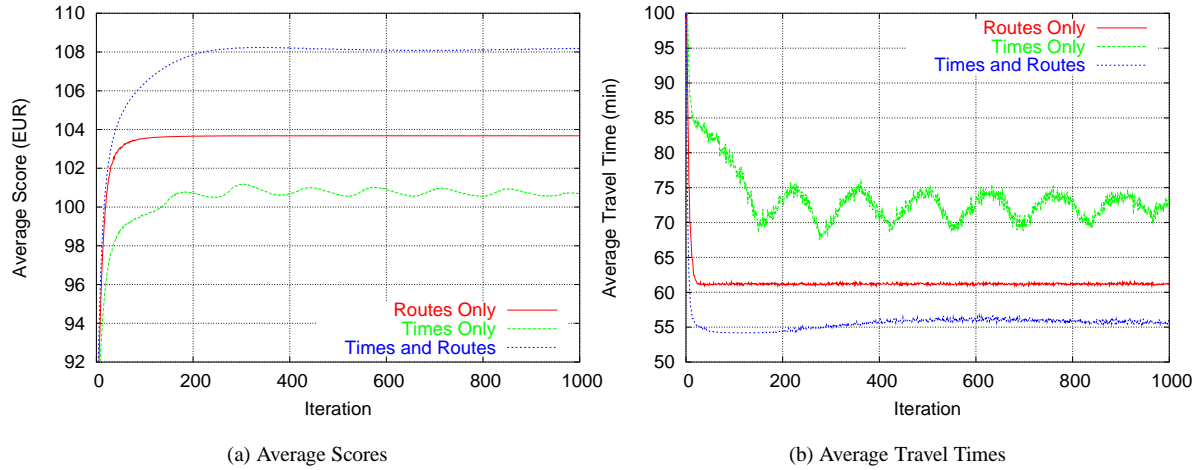 108
106
104
102
100
98
96
94
92
0 200 400 600 800 1000
Average Score (EUR)
Iteration
Routes Only
Times Only
Times and Routes
(a) Average Scores
100
95
90
85
80
75
70
65
60
55
50
0 200 400 600 800 1000
Average Travel Time (min)
Iteration
Routes Only
Times Only
Times and Routes
(b) Average Travel Times